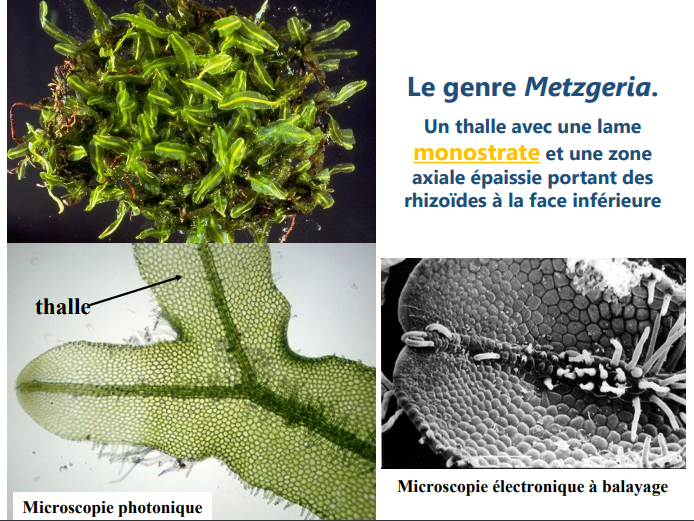 Le genre Metzgeria.
Un thalle avec une lame
monostrate et une zone
axiale épaissie portant des
rhizoïdes à la face inférieure
thalle
Microscopie photonique
Microscopie électronique à balayage